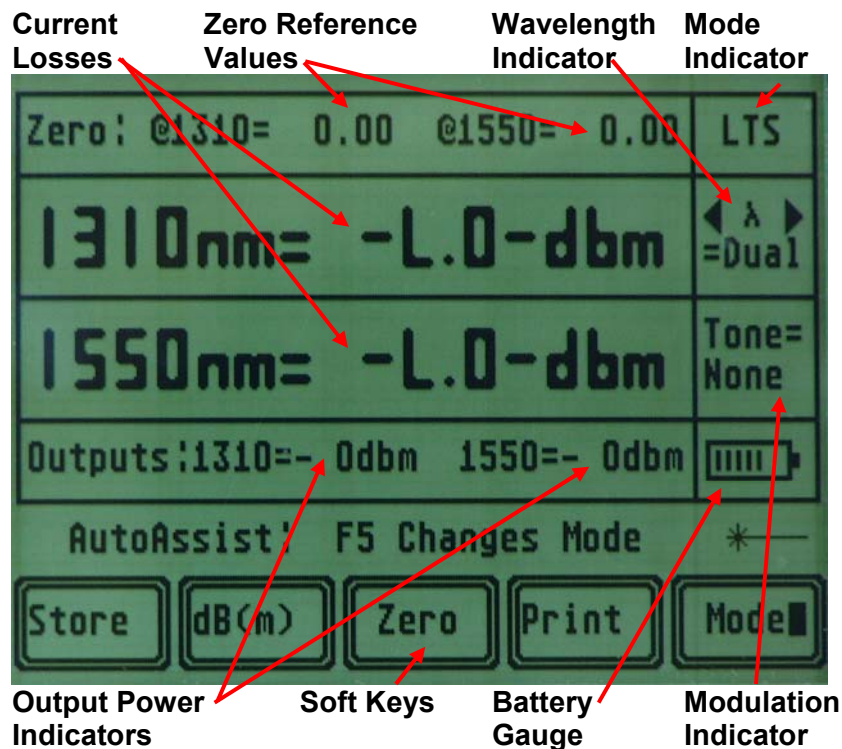 Current Losses
Zero Reference Values
Wavelength Indicator
Mode Indicator
Zero: @1310= 0.00 @1550= 0.00
LTS
1310nm= -L.O-dbm
◀ λ ▶
=Dual
1550nm= -L.O-dbm
Tone=
None
Outputs:1310=- 0dbm 1550=- 0dbm
AutoAssist: F5 Changes Mode
Store
dB(m)
Zero
Print
Mode
Output Power Indicators
Soft Keys
Battery Gauge
Modulation Indicator